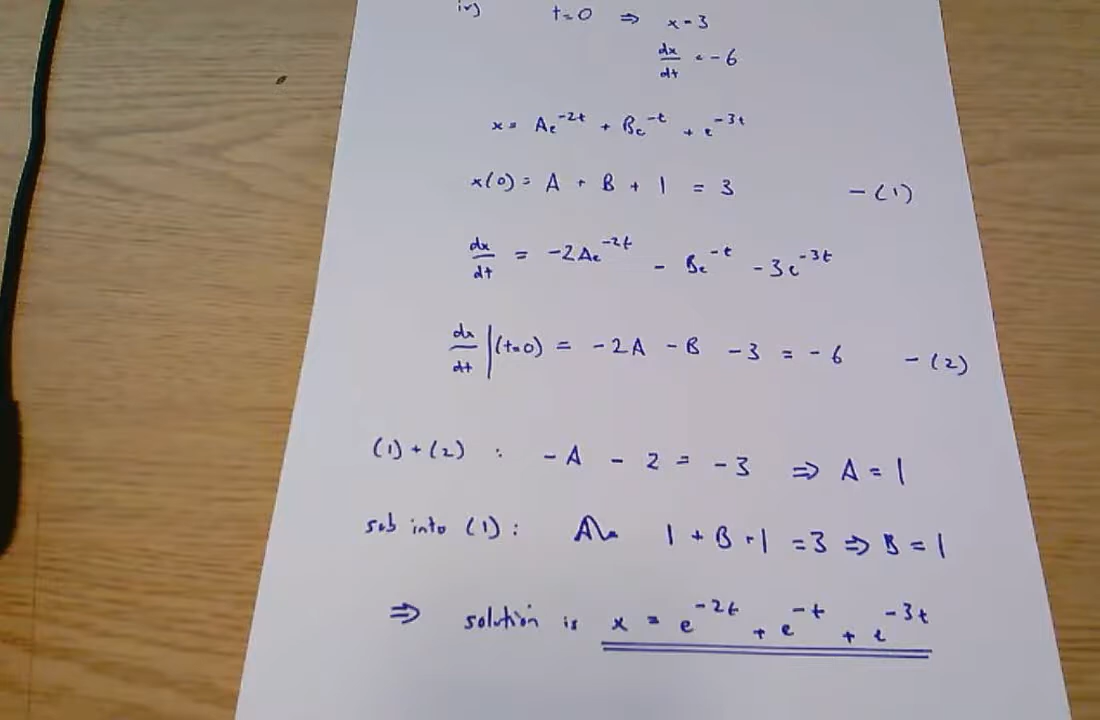 iv) t=0 ⇒ x=3
dx/dt = -6
x = Ae^{-2t} + Be^{-t} + e^{-3t}
x(0) = A + B + 1 = 3 -(1)
dx/dt = -2Ae^{-2t} - Be^{-t} - 3e^{-3t}
dx/dt |(t=0) = -2A - B - 3 = -6 -(2)
(1)+(2) : -A - 2 = -3 ⇒ A = 1
sub into (1): 1 + B + 1 = 3 ⇒ B = 1
⇒ solution is x = e^{-2t} + e^{-t} + e^{-3t}